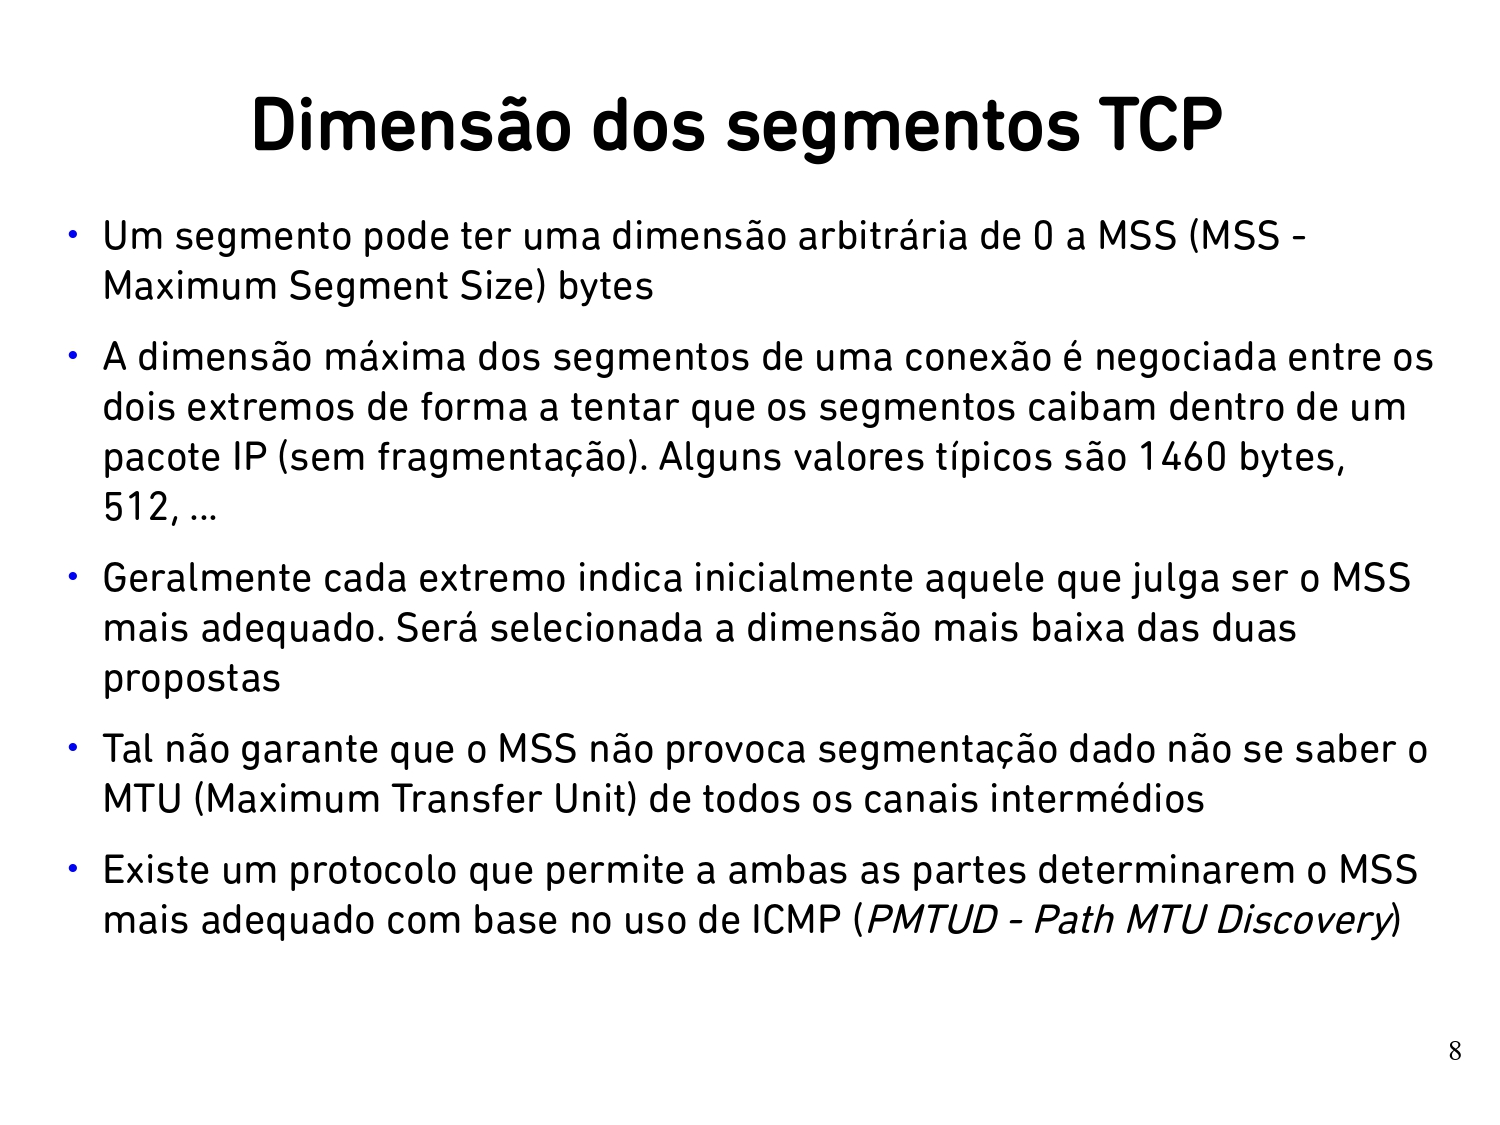 Dimensão dos segmentos TCP
• Um segmento pode ter uma dimensão arbitrária de 0 a MSS (MSS -
Maximum Segment Size) bytes
• A dimensão máxima dos segmentos de uma conexão é negociada entre os
dois extremos de forma a tentar que os segmentos caibam dentro de um
pacote IP (sem fragmentação). Alguns valores típicos são 1460 bytes,
512, ...
• Geralmente cada extremo indica inicialmente aquele que julga ser o MSS
mais adequado. Será selecionada a dimensão mais baixa das duas
propostas
• Tal não garante que o MSS não provoca segmentação dado não se saber o
MTU (Maximum Transfer Unit) de todos os canais intermédios
• Existe um protocolo que permite a ambas as partes determinarem o MSS
mais adequado com base no uso de ICMP (PMTUD - Path MTU Discovery)
8